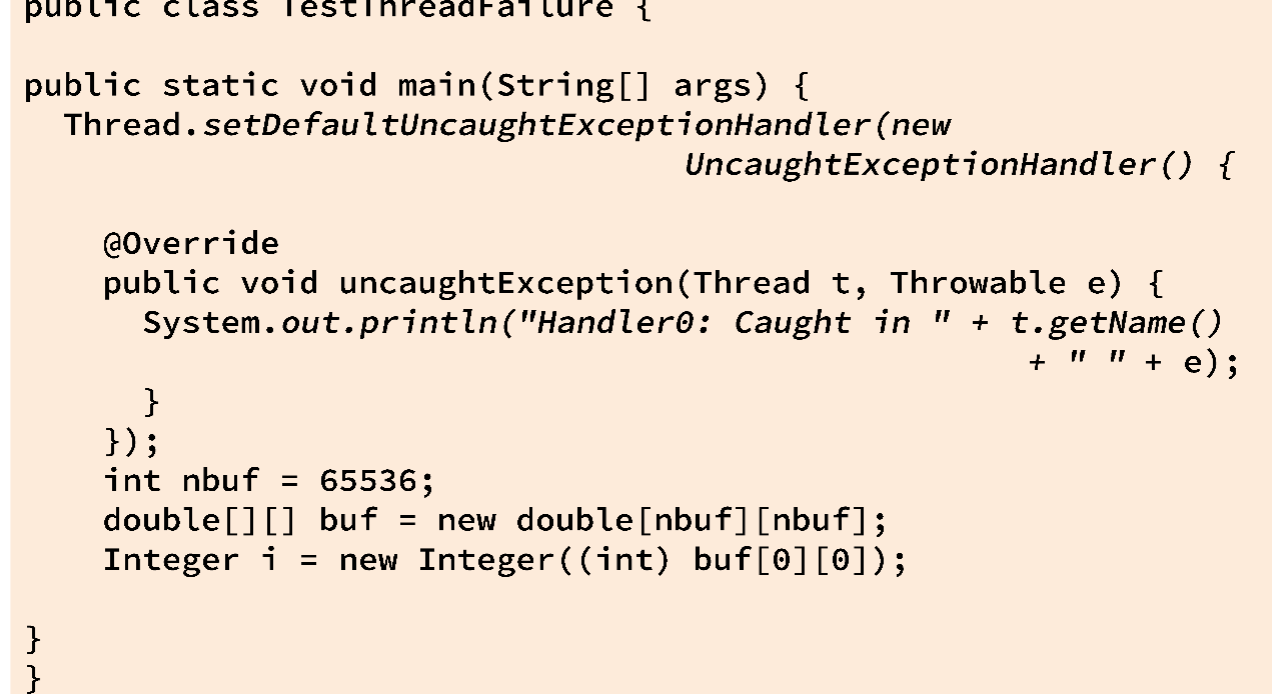 public class TestThreadFailure {
public static void main(String[] args) {
Thread.setDefaultUncaughtExceptionHandler(new
UncaughtExceptionHandler() {
@Override
public void uncaughtException(Thread t, Throwable e) {
System.out.println("Handler0: Caught in " + t.getName()
+ " " + e);
}
});
int nbuf = 65536;
double[][] buf = new double[nbuf][nbuf];
Integer i = new Integer((int) buf[0][0]);
}
}